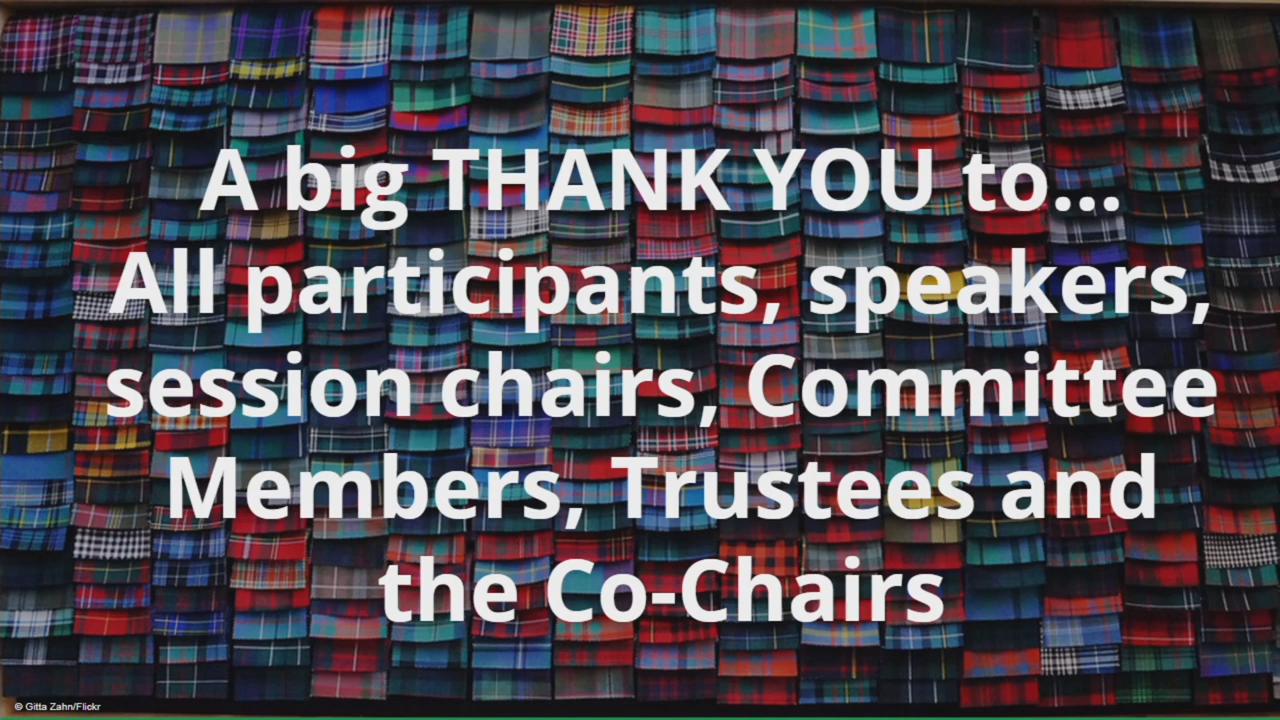 A big THANK YOU to...
All participants, speakers,
session chairs, Committee
Members, Trustees and
the Co-Chairs
© Gitta Zahn/Flickr